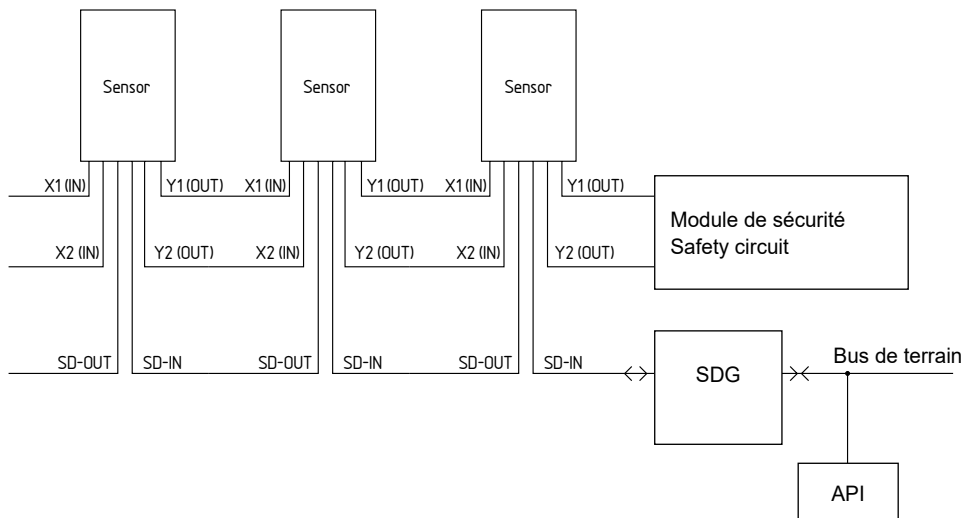 Sensor
Sensor
Sensor
X1 (IN)
Y1 (OUT)
X1 (IN)
Y1 (OUT)
X1 (IN)
Y1 (OUT)
Module de sécurité
Safety circuit
X2 (IN)
Y2 (OUT)
X2 (IN)
Y2 (OUT)
X2 (IN)
Y2 (OUT)
SD-OUT
SD-IN
SD-OUT
SD-IN
SD-OUT
SD-IN
SDG
Bus de terrain
API